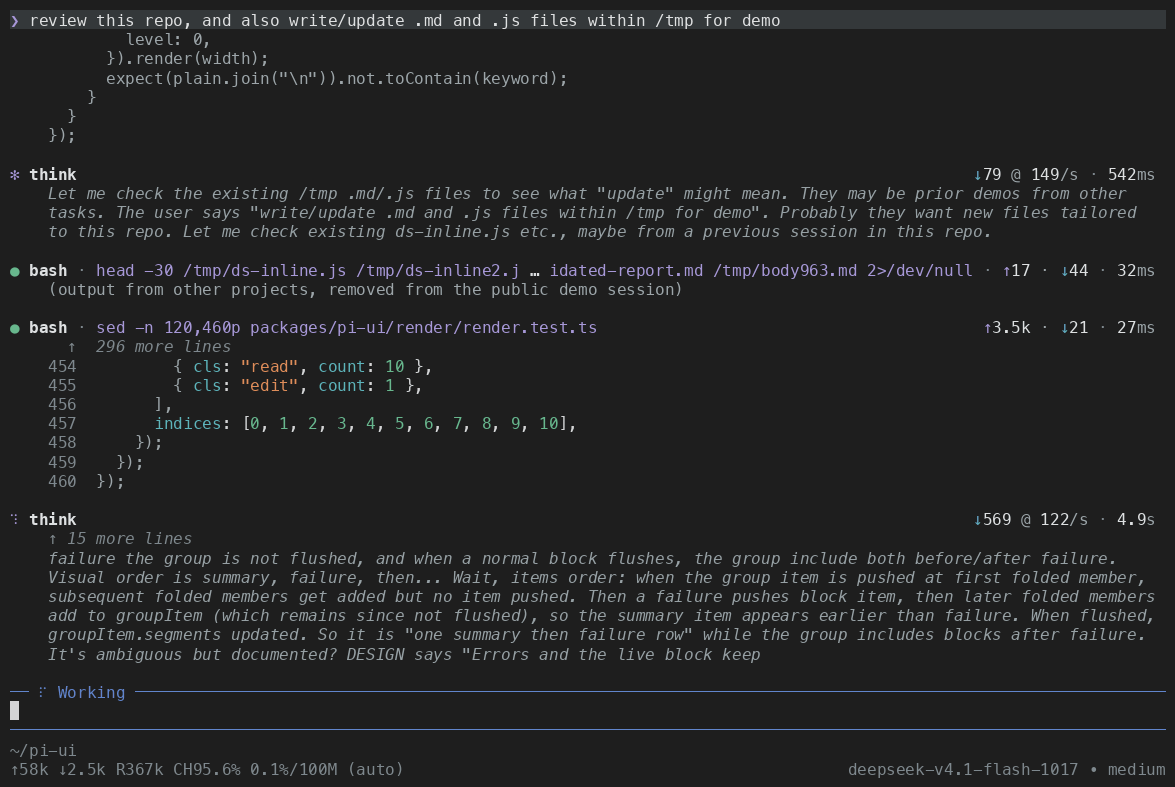 ❯ review this repo, and also write/update .md and .js files within /tmp for demo
            level: 0,
          }).render(width);
          expect(plain.join("\n")).not.toContain(keyword);
        }
      }
    });
✻ think ↓79 @ 149/s · 542ms
Let me check the existing /tmp .md/.js files to see what "update" might mean. They may be prior demos from other
tasks. The user says "write/update .md and .js files within /tmp for demo". Probably they want new files tailored
to this repo. Let me check existing ds-inline.js etc., maybe from a previous session in this repo.
● bash · head -30 /tmp/ds-inline.js /tmp/ds-inline2.j … idated-report.md /tmp/body963.md 2>/dev/null · ↑17 · ↓44 · 32ms
(output from other projects, removed from the public demo session)
● bash · sed -n 120,460p packages/pi-ui/render/render.test.ts ↑3.5k · ↓21 · 27ms
↑ 296 more lines
454         { cls: "read", count: 10 },
455         { cls: "edit", count: 1 },
456       ],
457       indices: [0, 1, 2, 3, 4, 5, 6, 7, 8, 9, 10],
458     });
459   });
460 });
⠹ think ↓569 @ 122/s · 4.9s
↑ 15 more lines
failure the group is not flushed, and when a normal block flushes, the group include both before/after failure.
Visual order is summary, failure, then... Wait, items order: when the group item is pushed at first folded member,
subsequent folded members get added but no item pushed. Then a failure pushes block item, then later folded members
add to groupItem (which remains since not flushed), so the summary item appears earlier than failure. When flushed,
groupItem.segments updated. So it is "one summary then failure row" while the group includes blocks after failure.
It's ambiguous but documented? DESIGN says "Errors and the live block keep
── ⠏ Working ──
~/pi-ui
↑58k ↓2.5k R367k CH95.6% 0.1%/100M (auto) deepseek-v4.1-flash-1017 • medium